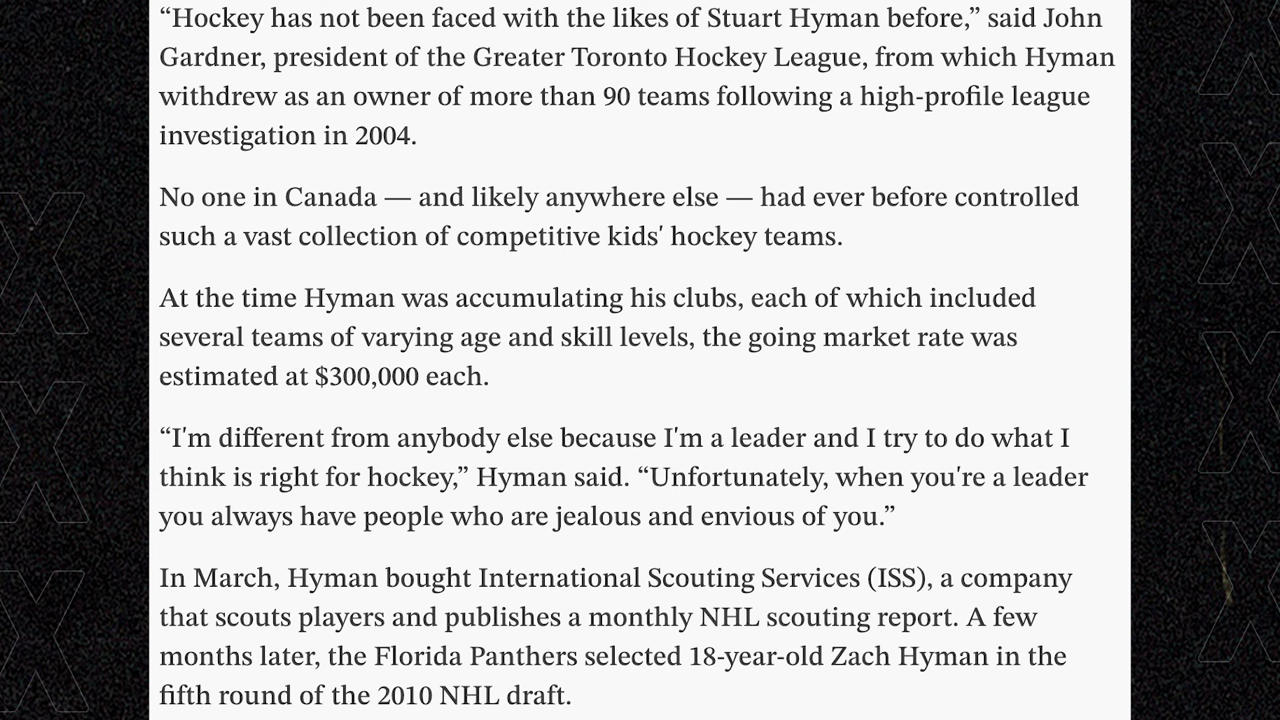 “Hockey has not been faced with the likes of Stuart Hyman before,” said John
Gardner, president of the Greater Toronto Hockey League, from which Hyman
withdrew as an owner of more than 90 teams following a high-profile league
investigation in 2004.
No one in Canada — and likely anywhere else — had ever before controlled
such a vast collection of competitive kids' hockey teams.
At the time Hyman was accumulating his clubs, each of which included
several teams of varying age and skill levels, the going market rate was
estimated at $300,000 each.
“I'm different from anybody else because I'm a leader and I try to do what I
think is right for hockey,” Hyman said. “Unfortunately, when you're a leader
you always have people who are jealous and envious of you.”
In March, Hyman bought International Scouting Services (ISS), a company
that scouts players and publishes a monthly NHL scouting report. A few
months later, the Florida Panthers selected 18-year-old Zach Hyman in the
fifth round of the 2010 NHL draft.